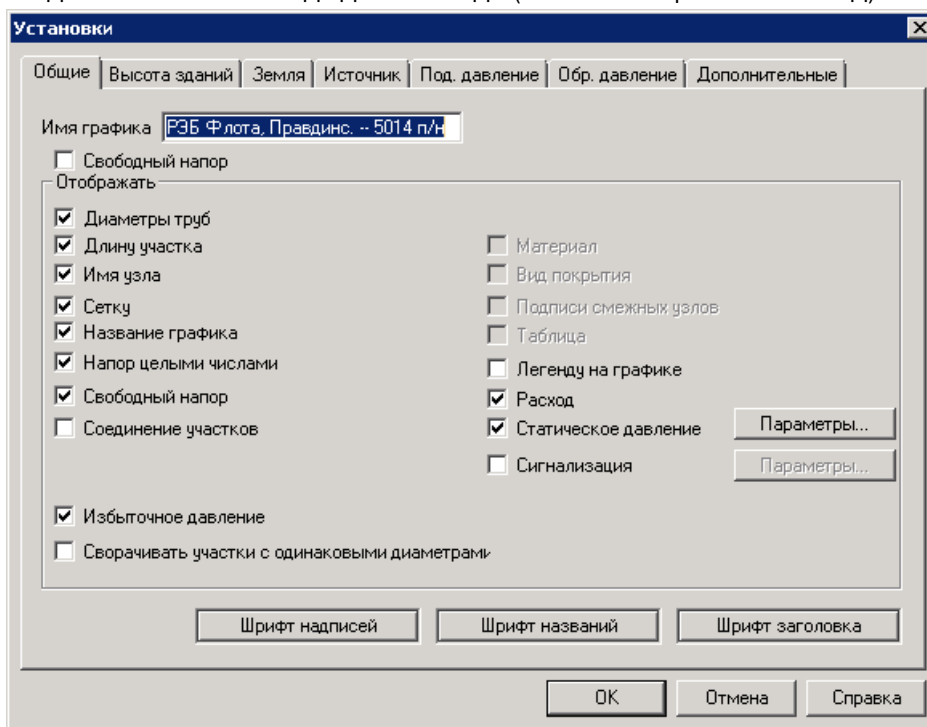 Установки
Общие Высота зданий Земля Источник Под. давление Обр. давление Дополнительные
Имя графика РЭБ Флота, Правдинс. -- 5014 п/н
Свободный напор
Отображать
Диаметры труб
Длину участка Материал
Имя узла Вид покрытия
Сетку Подписи смежных узлов
Название графика Таблица
Напор целыми числами Легенду на графике
Свободный напор Расход
Соединение участков Статическое давление Параметры...
Сигнализация Параметры...
Избыточное давление
Сворачивать участки с одинаковыми диаметрами
Шрифт надписей Шрифт названий Шрифт заголовка
OK Отмена Справка